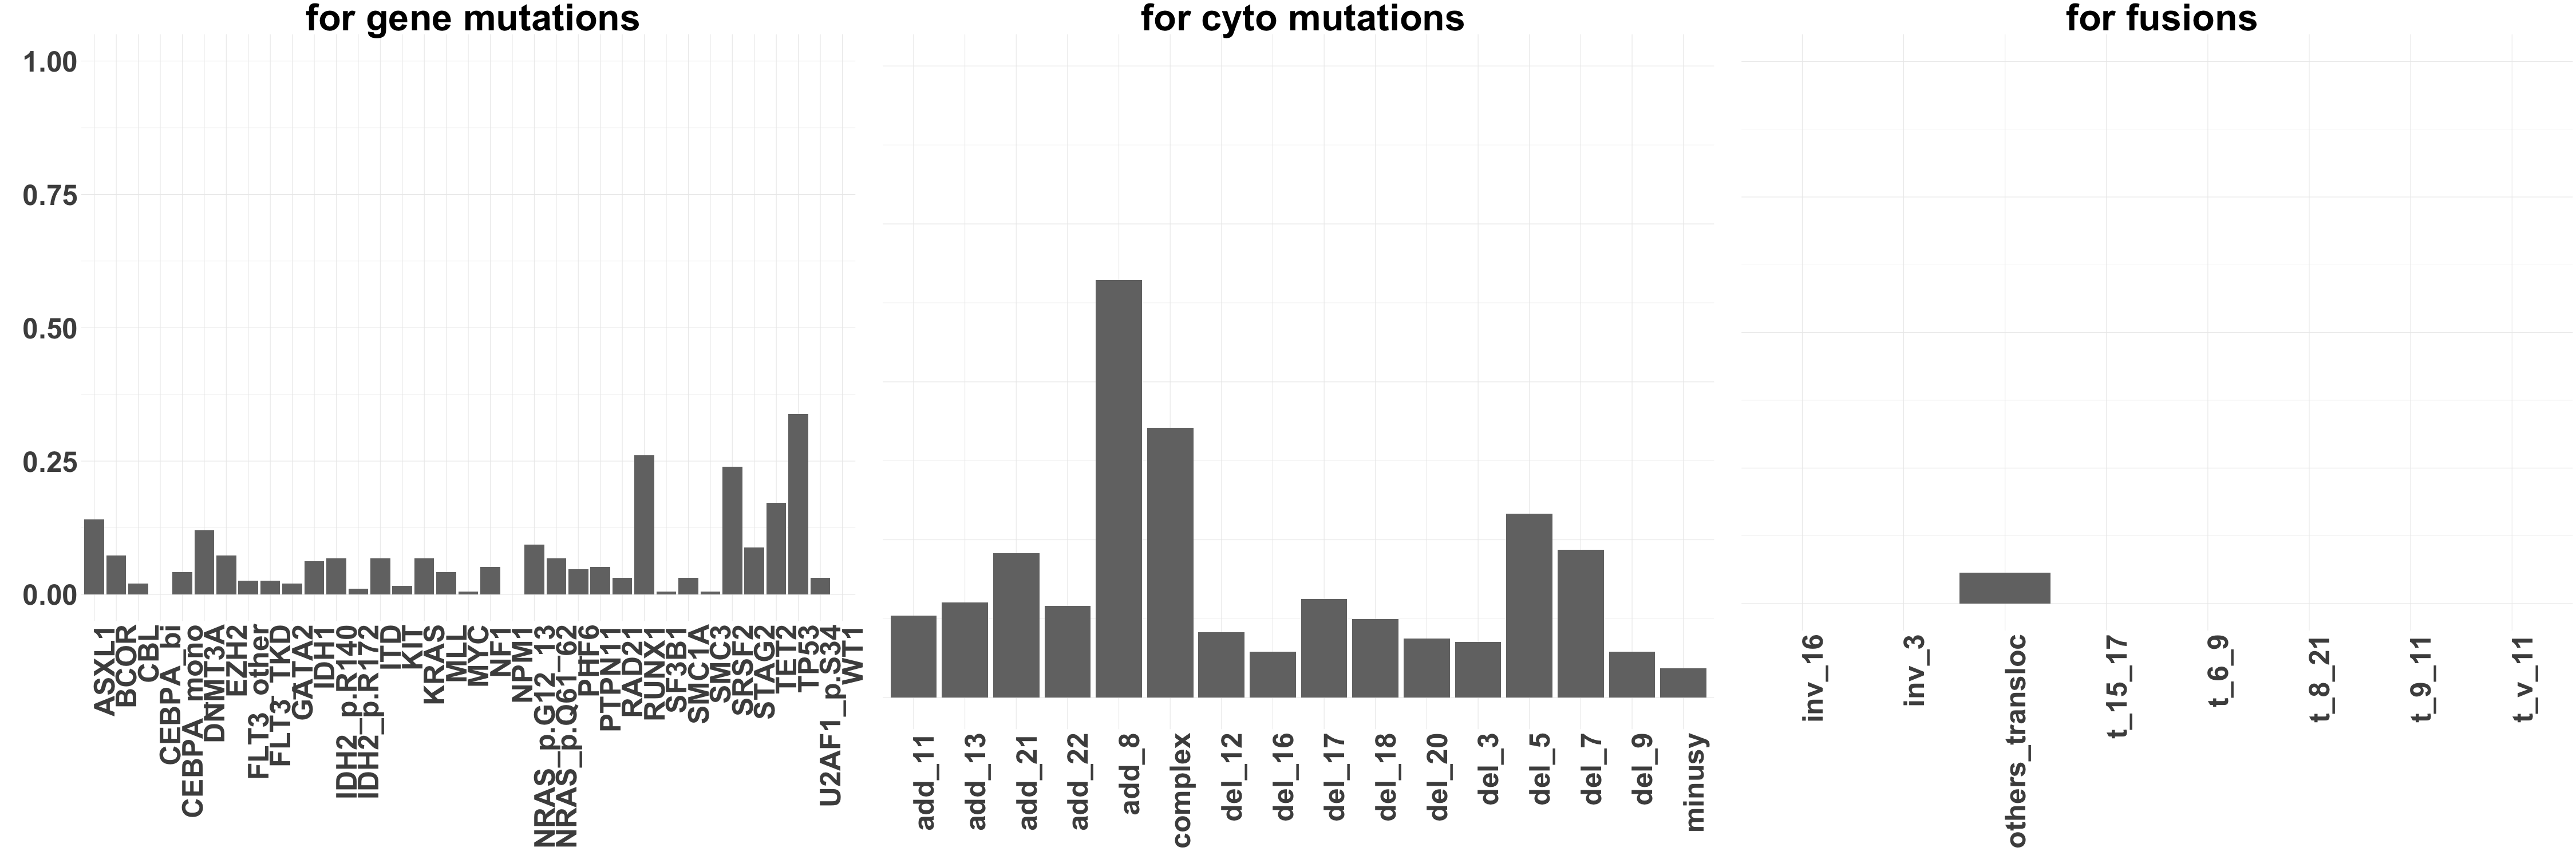 for gene mutations
for cyto mutations
for fusions
1.00
0.75
0.50
0.25
0.00
ASXL1
BCOR
CBL
CEBPA_bi
CEBPA_mono
DNMT3A
EZH2
FLT3_other
FLT3_TKD
GATA2
IDH1
IDH2_p.R140
IDH2_p.R172
ITD
KIT
KRAS
MLL
MYC
NF1
NPM1
NRAS_p.G12_13
NRAS_p.Q61_62
PHF6
PTPN11
RAD21
RUNX1
SF3B1
SMC1A
SMC3
SRSF2
STAG2
TET2
TP53
U2AF1_p.S34
WT1
add_11
add_13
add_21
add_22
add_8
complex
del_12
del_16
del_17
del_18
del_20
del_3
del_5
del_7
del_9
minusy
inv_16
inv_3
others_transloc
t_15_17
t_6_9
t_8_21
t_9_11
t_v_11